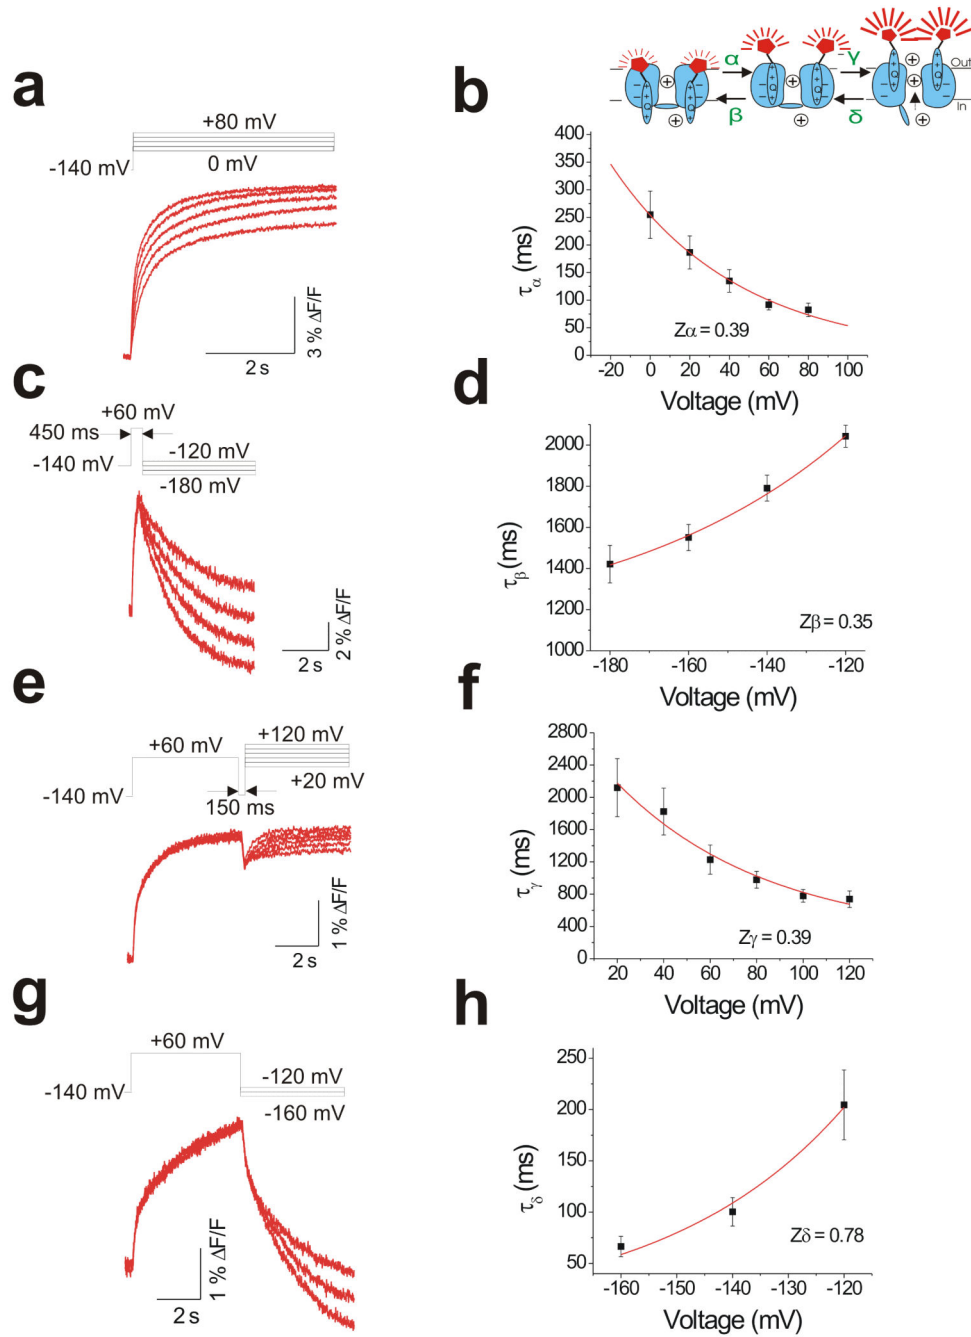 a
+80 mV
-140 mV
0 mV
3 % ΔF/F
2 s
b
α
β
γ
δ
Out
In
400
350
300
250
200
150
100
50
0
τα (ms)
Zα = 0.39
-20 0 20 40 60 80 100
Voltage (mV)
c
+60 mV
450 ms
-140 mV
-120 mV
-180 mV
2 % ΔF/F
2 s
d
2000
1800
1600
1400
1200
1000
τβ (ms)
Zβ = 0.35
-180 -160 -140 -120
Voltage (mV)
e
+60 mV
+120 mV
+20 mV
-140 mV
150 ms
1 % ΔF/F
2 s
f
2800
2400
2000
1600
1200
800
400
0
τγ (ms)
Zγ = 0.39
20 40 60 80 100 120
Voltage (mV)
g
+60 mV
-140 mV
-120 mV
-160 mV
1 % ΔF/F
2 s
h
250
200
150
100
50
τδ (ms)
Zδ = 0.78
-160 -150 -140 -130 -120
Voltage (mV)